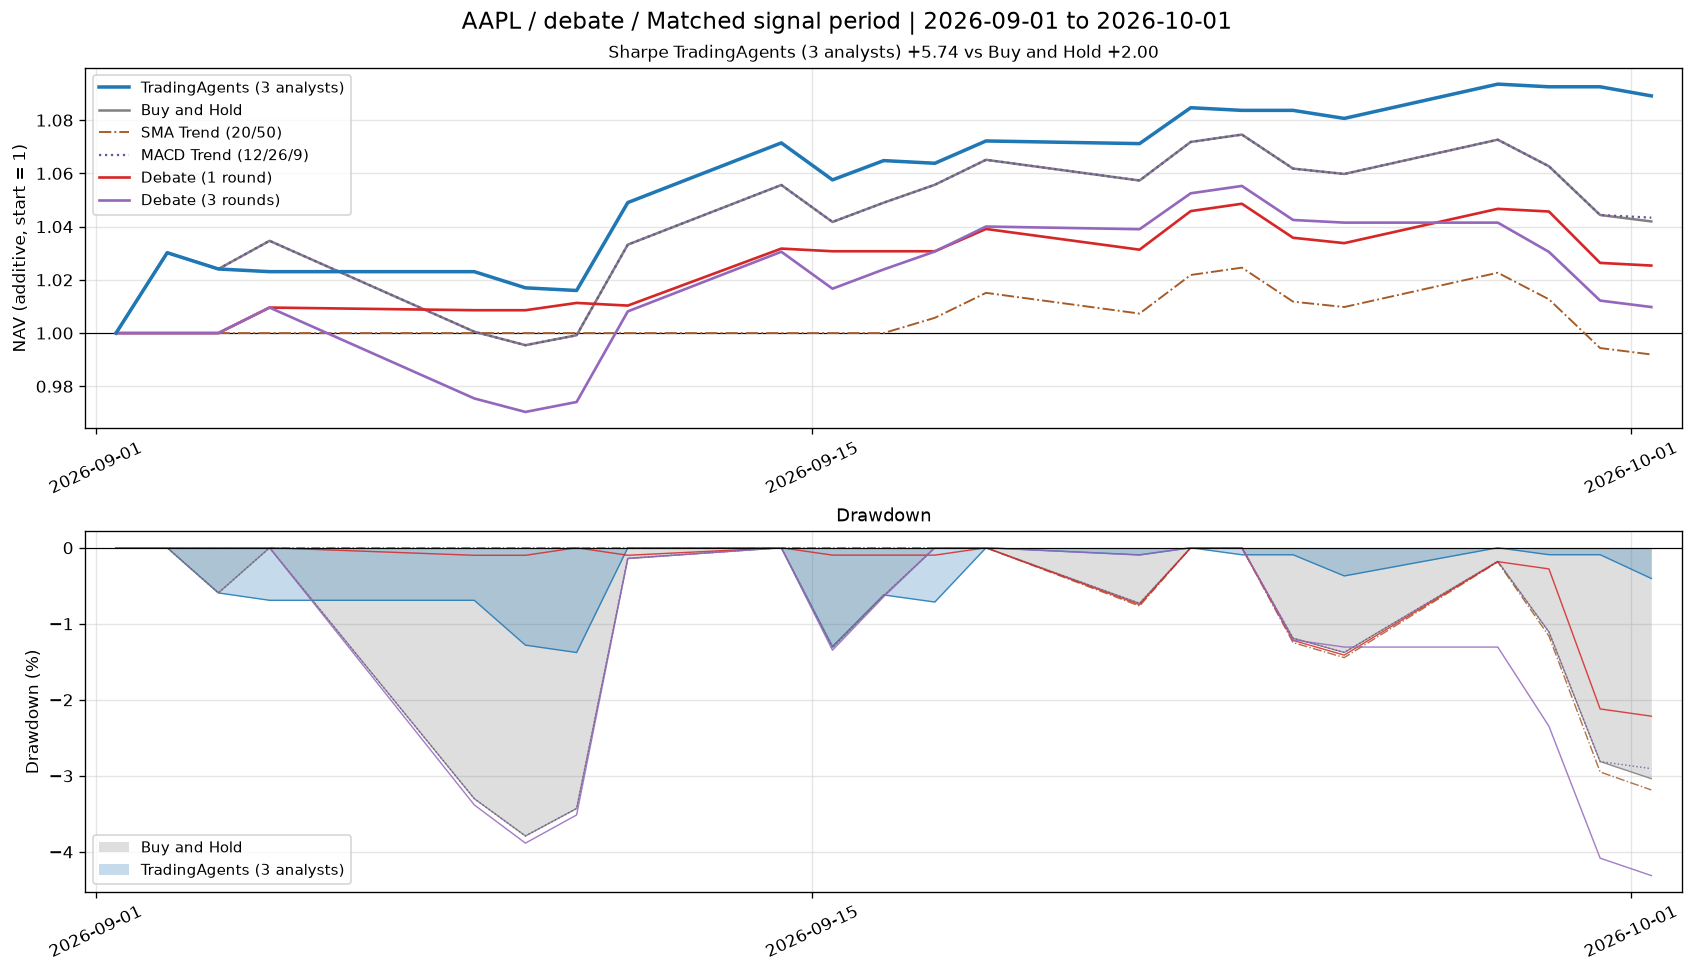 AAPL / debate / Matched signal period | 2026-09-01 to 2026-10-01
Sharpe TradingAgents (3 analysts) +5.74 vs Buy and Hold +2.00
TradingAgents (3 analysts)
Buy and Hold
SMA Trend (20/50)
MACD Trend (12/26/9)
Debate (1 round)
Debate (3 rounds)
NAV (additive, start = 1)
1.08
1.06
1.04
1.02
1.00
0.98
2026-09-01
2026-09-15
2026-10-01
Drawdown
Drawdown (%)
0
−1
−2
−3
−4
Buy and Hold
TradingAgents (3 analysts)
2026-09-01
2026-09-15
2026-10-01